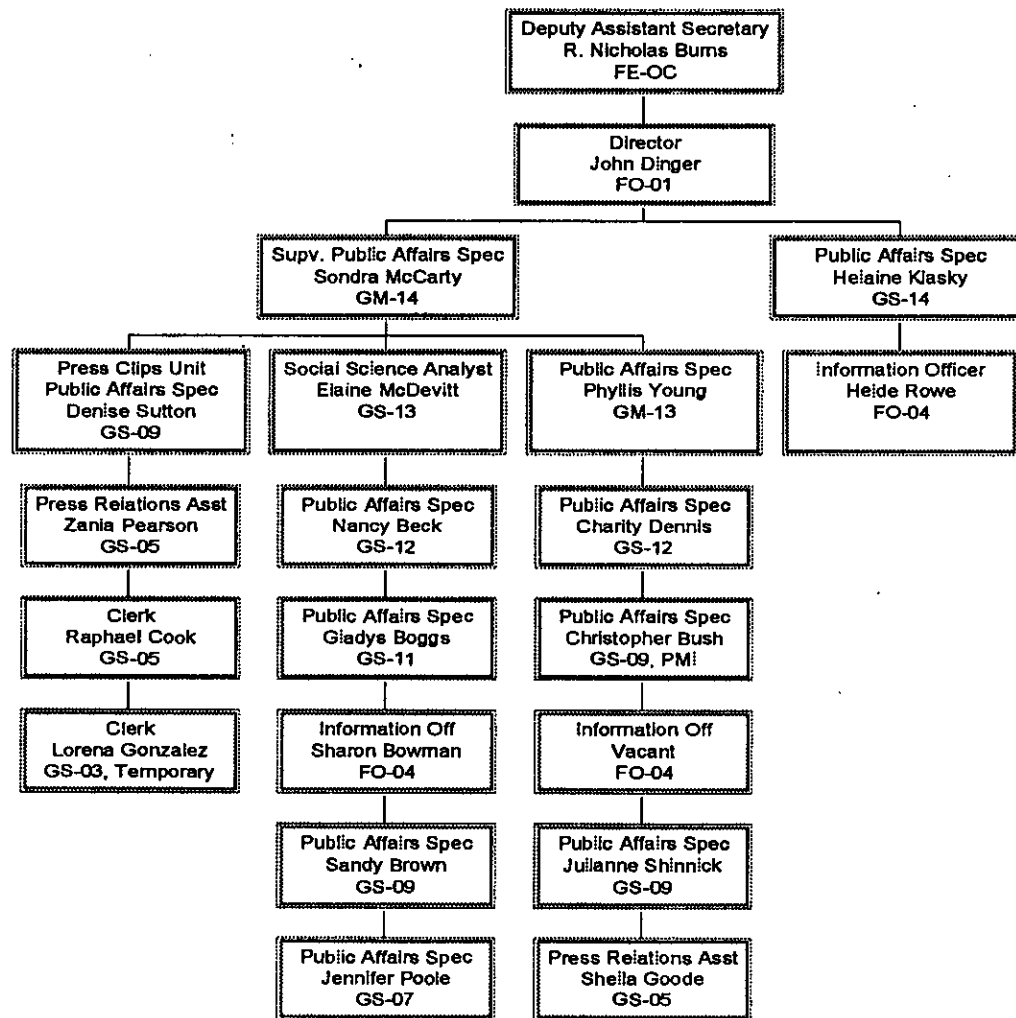 Deputy Assistant Secretary
R. Nicholas Burns
FE-OC
Director
John Dinger
FO-01
Supv. Public Affairs Spec
Sondra McCarty
GM-14
Public Affairs Spec
Helaine Klasky
GS-14
Press Clips Unit
Public Affairs Spec
Denise Sutton
GS-09
Social Science Analyst
Elaine McDevitt
GS-13
Public Affairs Spec
Phyllis Young
GM-13
Information Officer
Heide Rowe
FO-04
Press Relations Asst
Zania Pearson
GS-05
Public Affairs Spec
Nancy Beck
GS-12
Public Affairs Spec
Charity Dennis
GS-12
Clerk
Raphael Cook
GS-05
Public Affairs Spec
Gladys Boggs
GS-11
Public Affairs Spec
Christopher Bush
GS-09, PMI
Clerk
Lorena Gonzalez
GS-03, Temporary
Information Off
Sharon Bowman
FO-04
Information Off
Vacant
FO-04
Public Affairs Spec
Sandy Brown
GS-09
Public Affairs Spec
Julianne Shinnick
GS-09
Public Affairs Spec
Jennifer Poole
GS-07
Press Relations Asst
Sheila Goode
GS-05